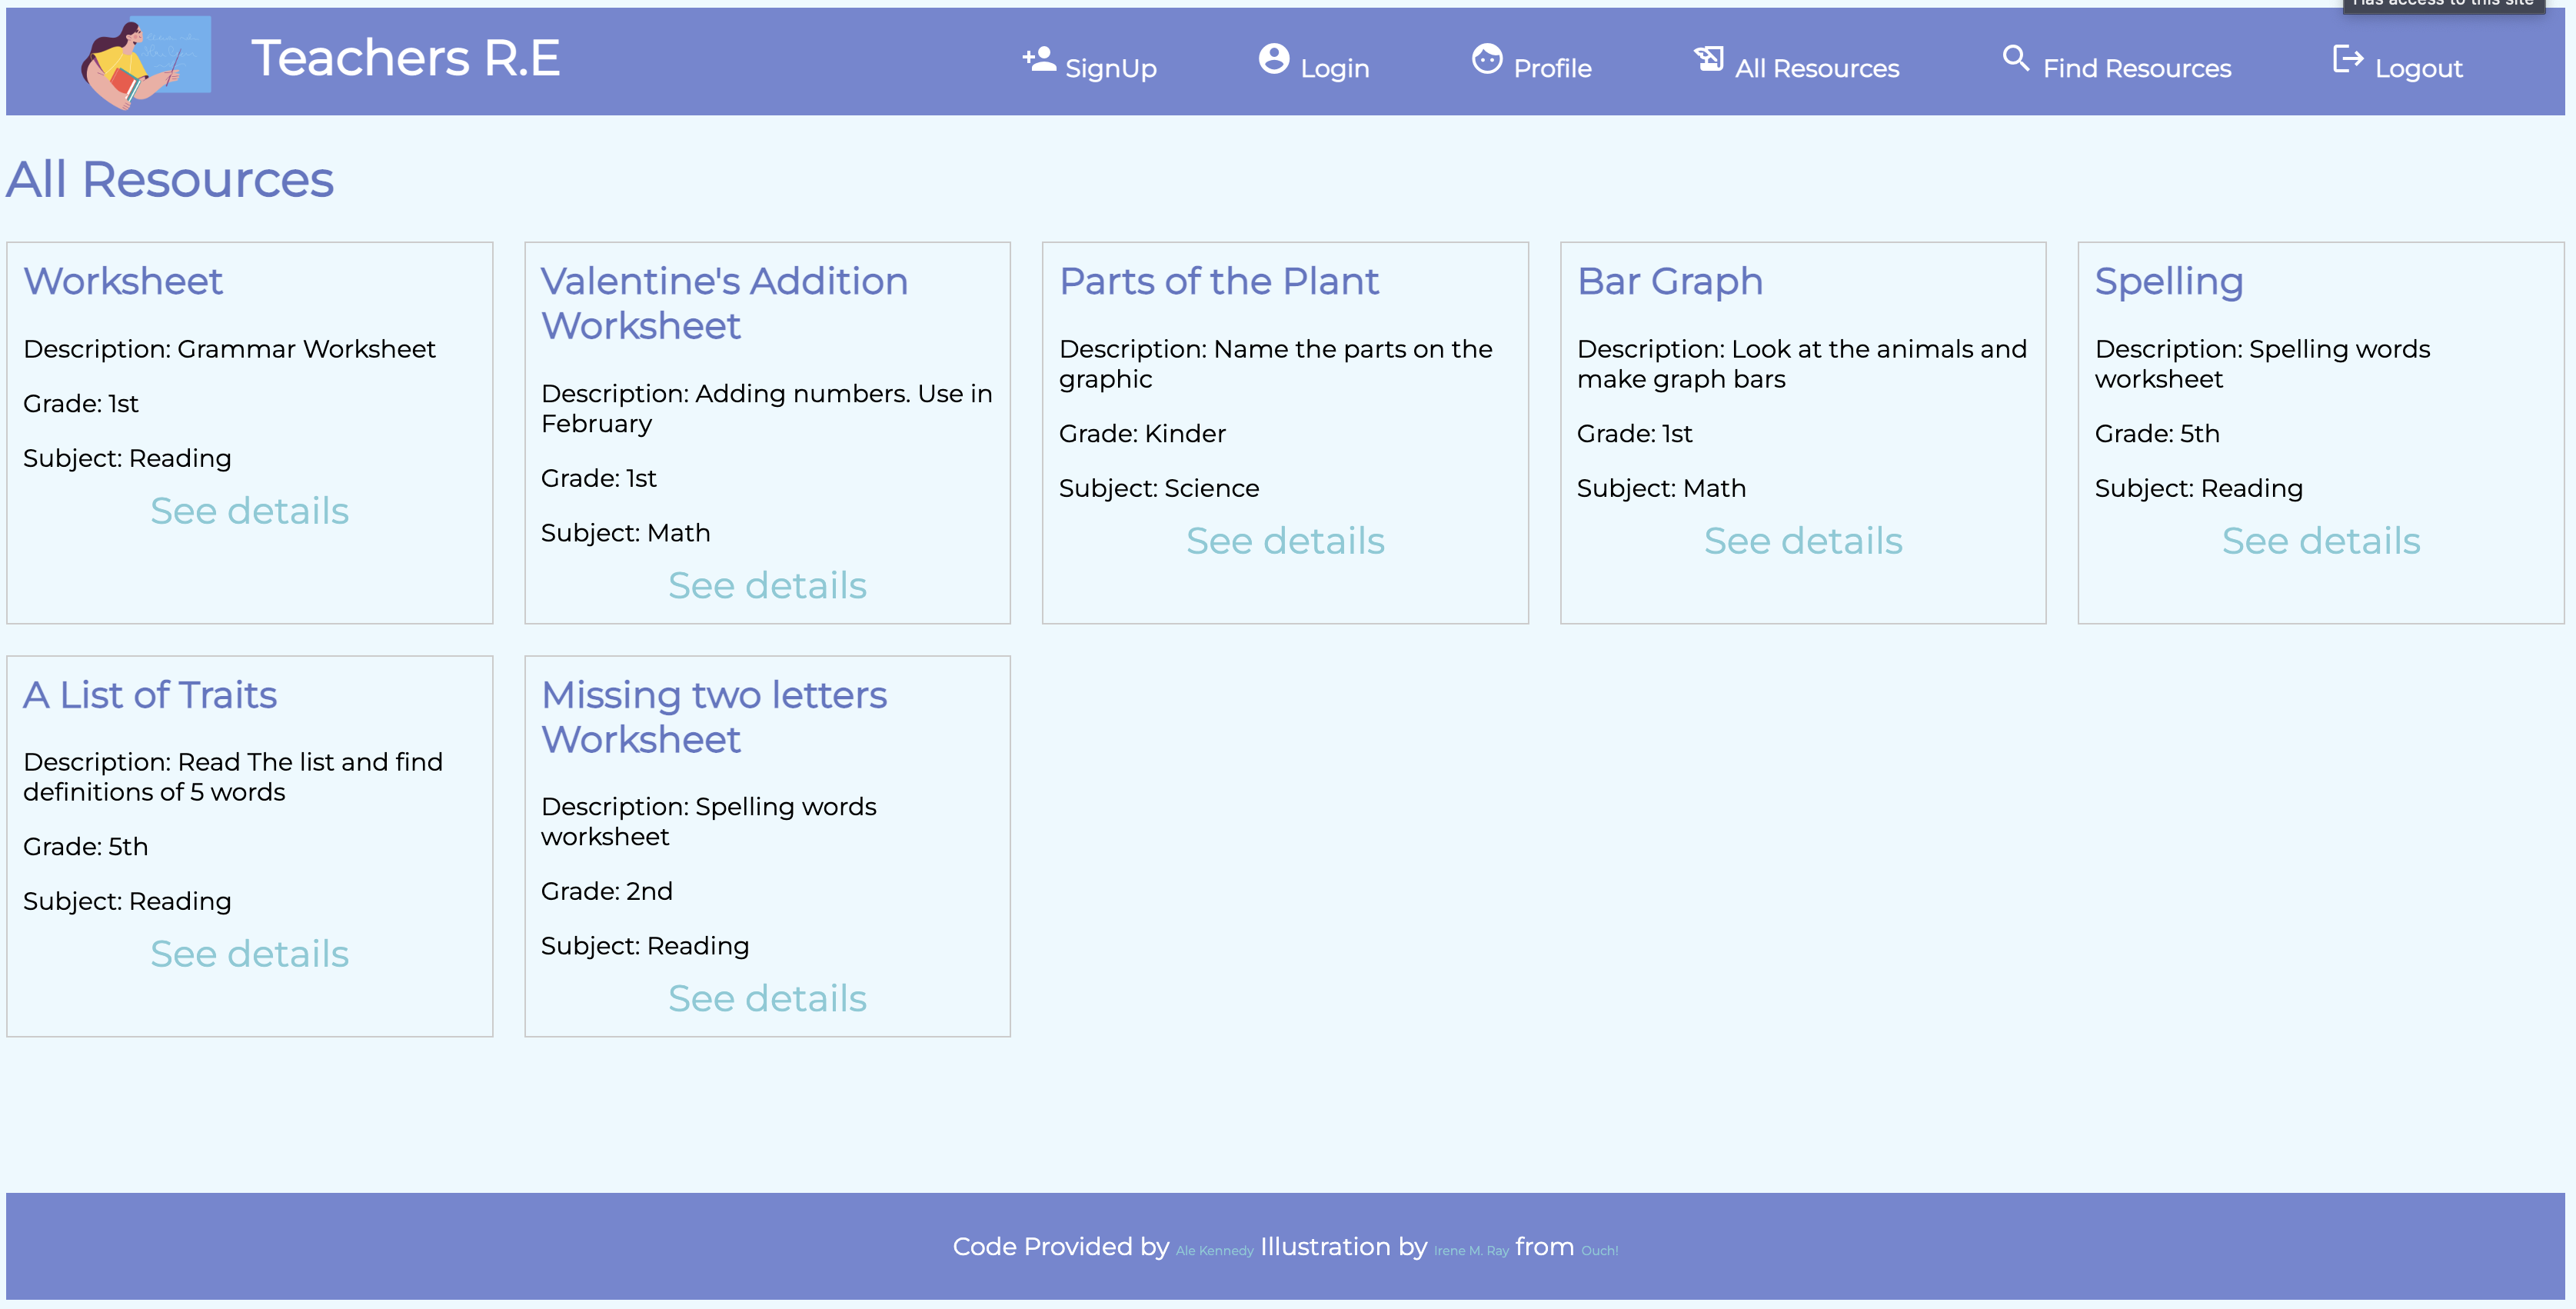 Has access to this site
Teachers R.E
SignUp
Login
Profile
All Resources
Find Resources
Logout
All Resources
Worksheet
Description: Grammar Worksheet
Grade: 1st
Subject: Reading
See details
Valentine's Addition
Worksheet
Description: Adding numbers. Use in
February
Grade: 1st
Subject: Math
See details
Parts of the Plant
Description: Name the parts on the
graphic
Grade: Kinder
Subject: Science
See details
Bar Graph
Description: Look at the animals and
make graph bars
Grade: 1st
Subject: Math
See details
Spelling
Description: Spelling words
worksheet
Grade: 5th
Subject: Reading
See details
A List of Traits
Description: Read The list and find
definitions of 5 words
Grade: 5th
Subject: Reading
See details
Missing two letters
Worksheet
Description: Spelling words
worksheet
Grade: 2nd
Subject: Reading
See details
Code Provided by Ale Kennedy Illustration by Irene M. Ray from Ouch!